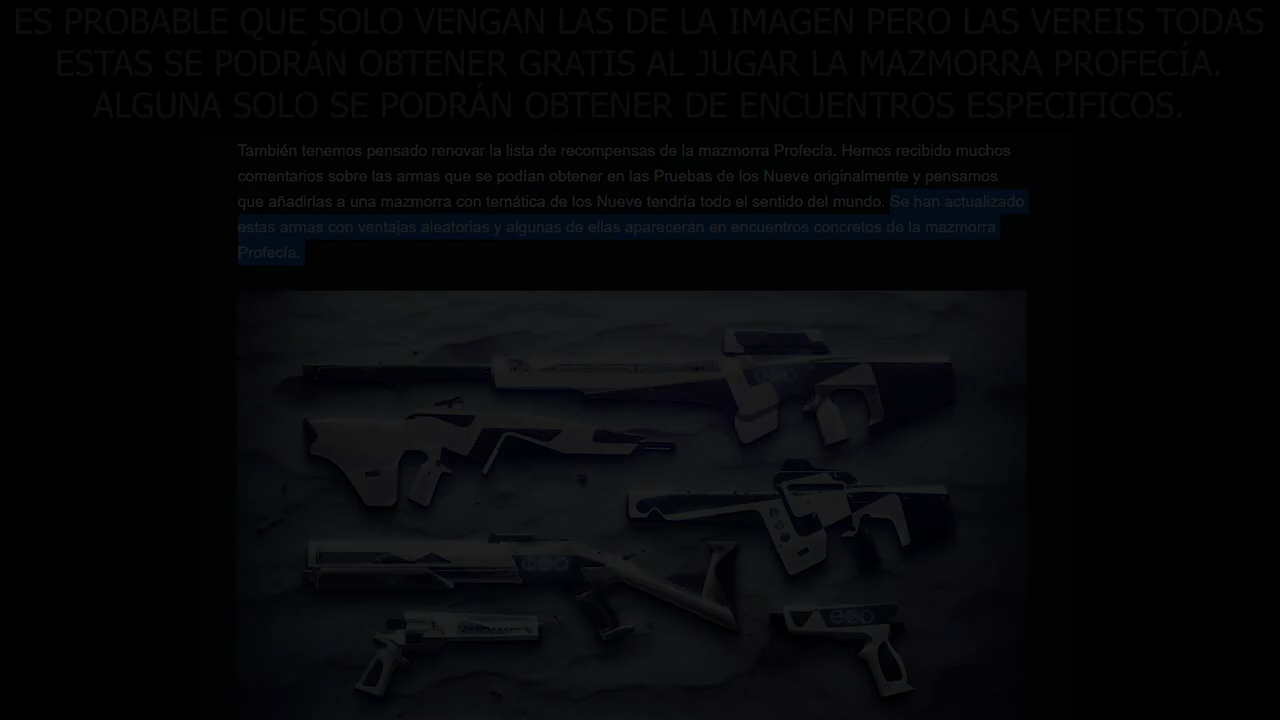 ES PROBABLE QUE SOLO VENGAN LAS DE LA IMAGEN PERO LAS VEREIS TODAS
ESTAS SE PODRÁN OBTENER GRATIS AL JUGAR LA MAZMORRA PROFECÍA.
ALGUNA SOLO SE PODRÁN OBTENER DE ENCUENTROS ESPECIFICOS.
También tenemos pensado renovar la lista de recompensas de la mazmorra Profecía. Hemos recibido muchos
comentarios sobre las armas que se podían obtener en las Pruebas de los Nueve originalmente y pensamos
que añadirlas a una mazmorra con temática de los Nueve tendría todo el sentido del mundo. Se han actualizado
estas armas con ventajas aleatorias y algunas de ellas aparecerán en encuentros concretos de la mazmorra
Profecía.